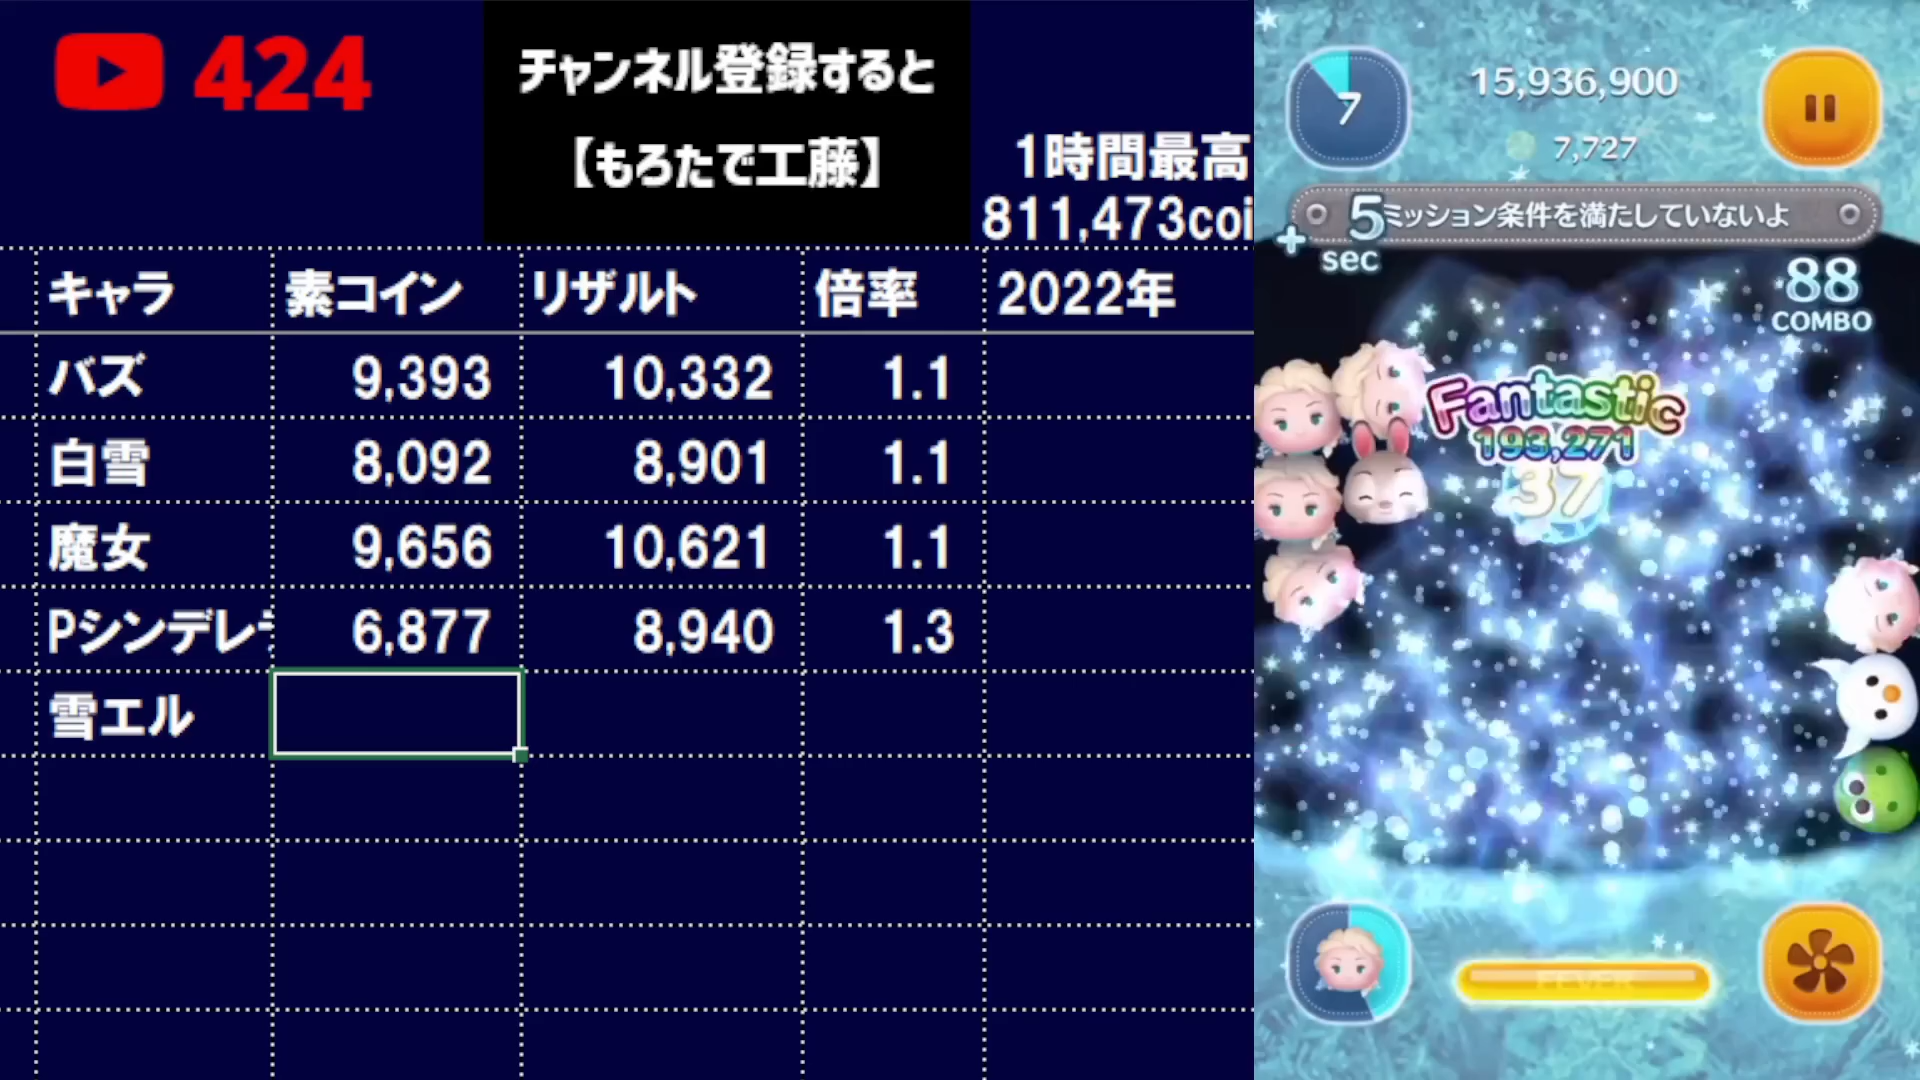 424
チャンネル登録すると
【もろたで工藤】
1時間最高
811,473coi
キャラ 素コイン リザルト 倍率 2022年
バズ 9,393 10,332 1.1
白雪 8,092 8,901 1.1
魔女 9,656 10,621 1.1
Pシンデレラ 6,877 8,940 1.3
雪エル
7
15,936,900
7,727
+5 ミッション条件を満たしていないよ
sec
88
COMBO
Fantastic
193,271
37
FEVER